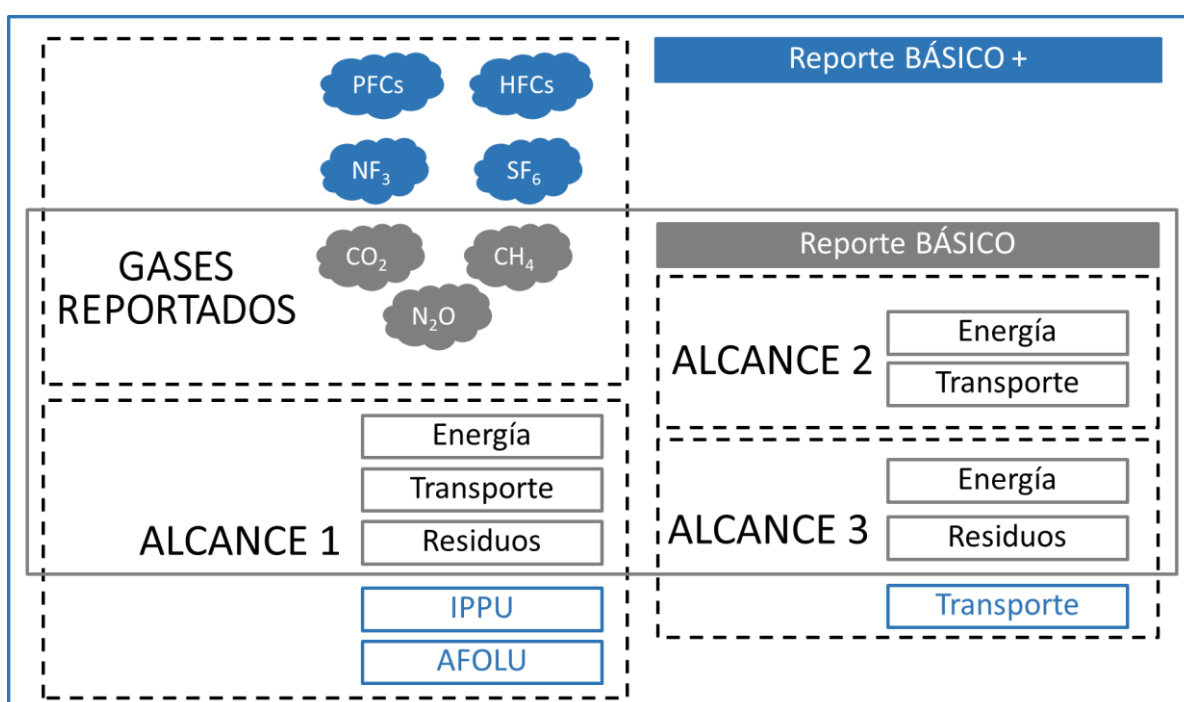 PFCs
HFCs
Reporte BÁSICO +
NF₃
SF₆
GASES
REPORTADOS
CO₂
CH₄
N₂O
Reporte BÁSICO
ALCANCE 2
Energía
Transporte
ALCANCE 1
Energía
Transporte
Residuos
IPPU
AFOLU
ALCANCE 3
Energía
Residuos
Transporte